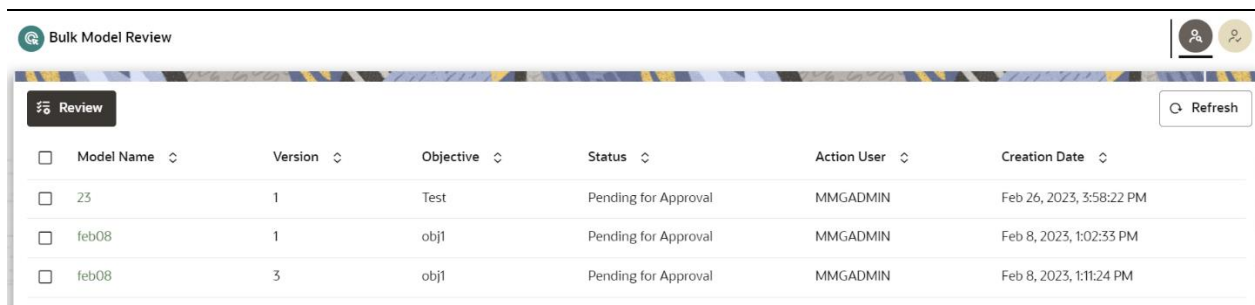 Bulk Model Review
Review
Refresh
Model Name Version Objective Status Action User Creation Date
23 1 Test Pending for Approval MMGADMIN Feb 26, 2023, 3:58:22 PM
feb08 1 obj1 Pending for Approval MMGADMIN Feb 8, 2023, 1:02:33 PM
feb08 3 obj1 Pending for Approval MMGADMIN Feb 8, 2023, 1:11:24 PM